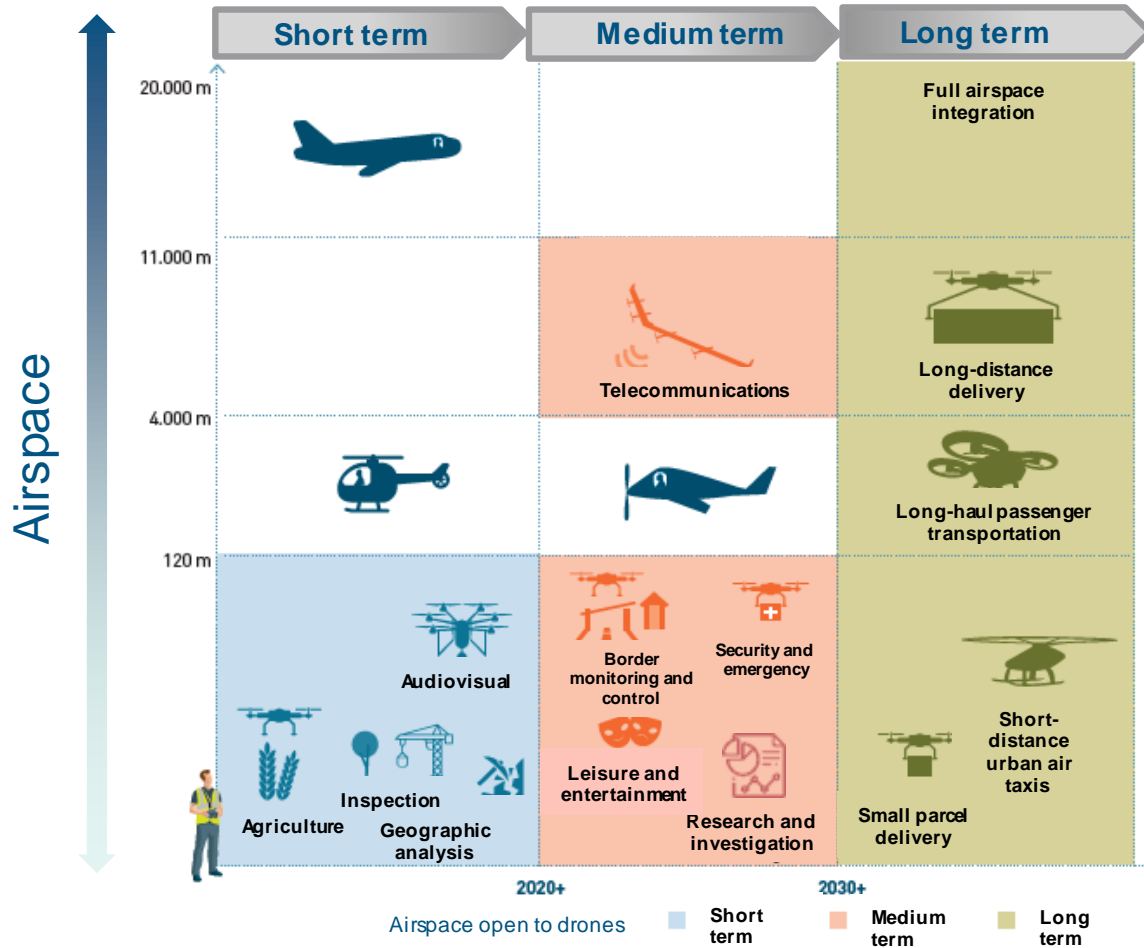 Short term
Medium term
Long term
Airspace
20.000 m
Full airspace
integration
11.000 m
Telecommunications
Long-distance
delivery
4.000 m
Long-haul passenger
transportation
120 m
Audiovisual
Border
monitoring and
control
Security and
emergency
Agriculture
Inspection
Geographic
analysis
Leisure and
entertainment
Research and
investigation
Short-
distance
urban air
taxis
Small parcel
delivery
2020+
2030+
Airspace open to drones
Short
term
Medium
term
Long
term